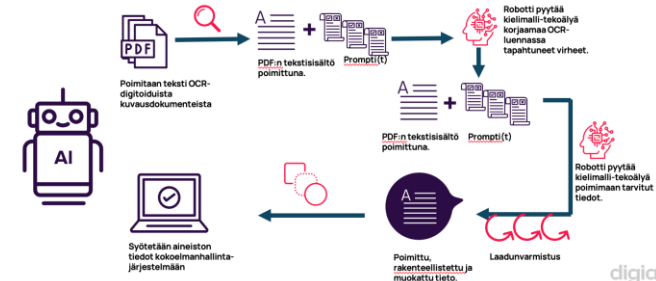 PDF
Poimitaan teksti OCR-
digitoiduista
kuvausdokumenteista
A
PDF:n tekstisisältö
poimittuna.
+
Prompti(t)
Robotti pyytää
kielimalli-tekoälyä
korjaamaa OCR-
luennassa
tapahtuneet virheet.
AI
A
PDF:n tekstisisältö
poimittuna.
+
Prompti(t)
Robotti pyytää
kielimalli-tekoälyä
poimimaan tarvitut
tiedot.
Laadunvarmistus
A
Poimittu,
rakenteellistettu ja
muokattu tieto.
Syötetään aineiston
tiedot kokoelmanhallinta-
järjestelmään
digia